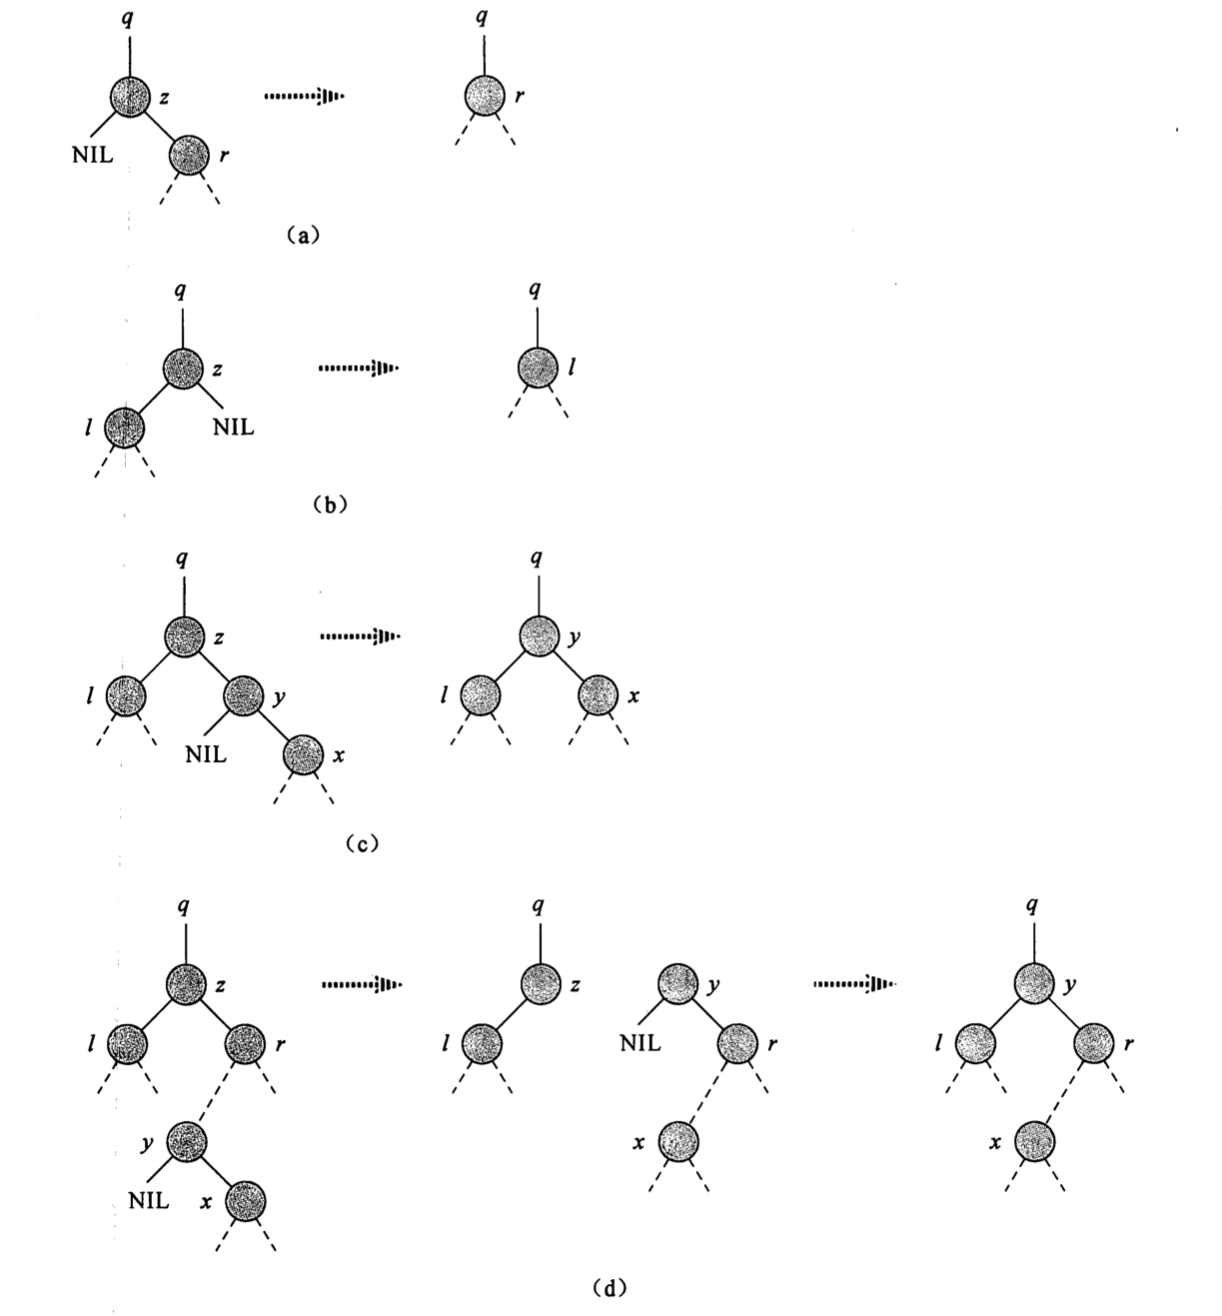 q q
z r
NIL r
(a)
q q
z l
l NIL
(b)
q q
z y
l y l x
NIL x
(c)
q q q
z z y y
l r l NIL r l r
y x x
NIL x
(d)